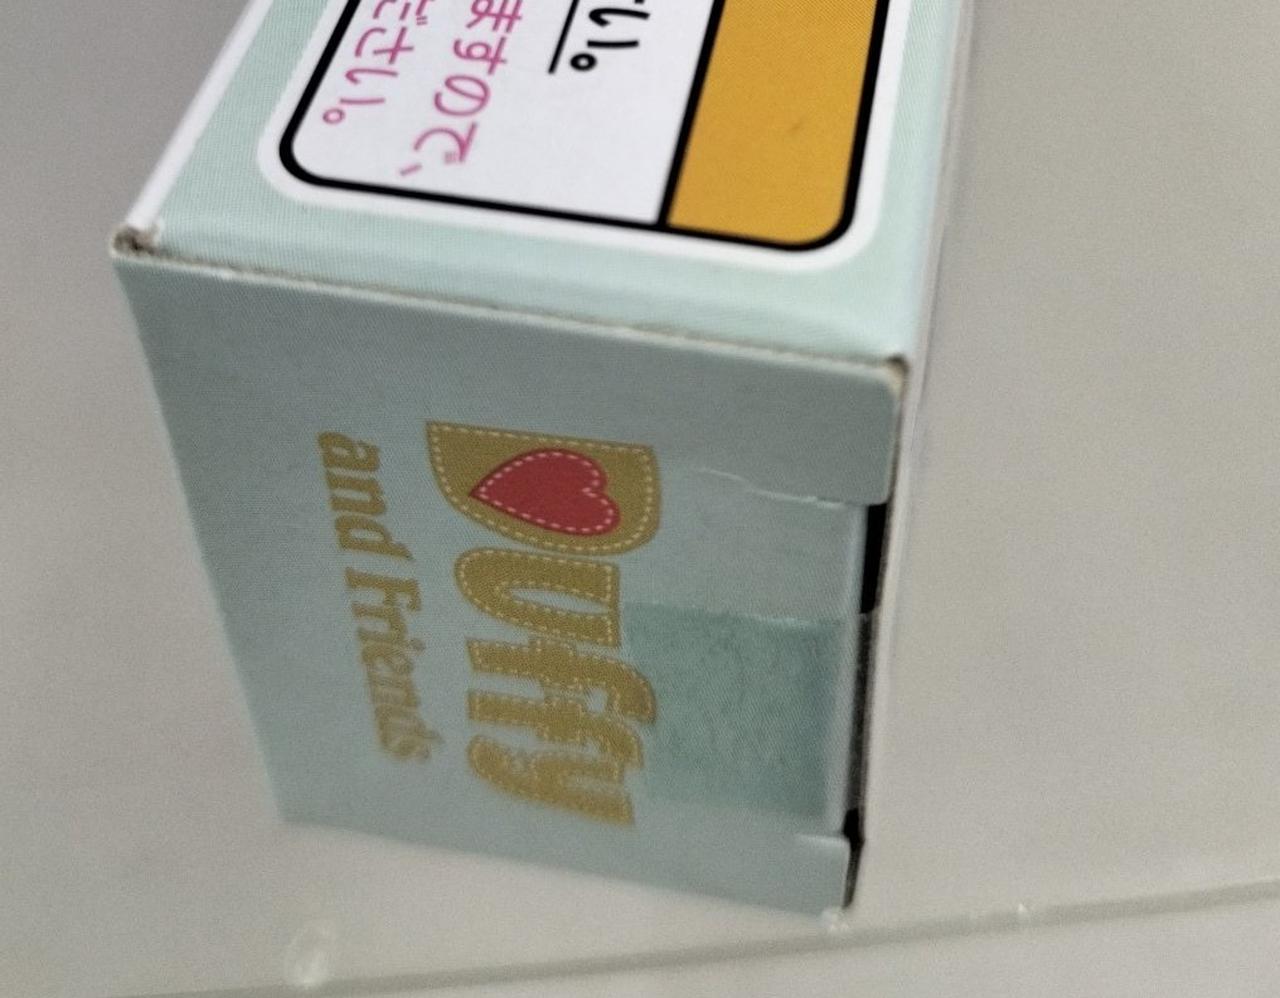 い。
ますので、
ださい。
Duffy
and Friends